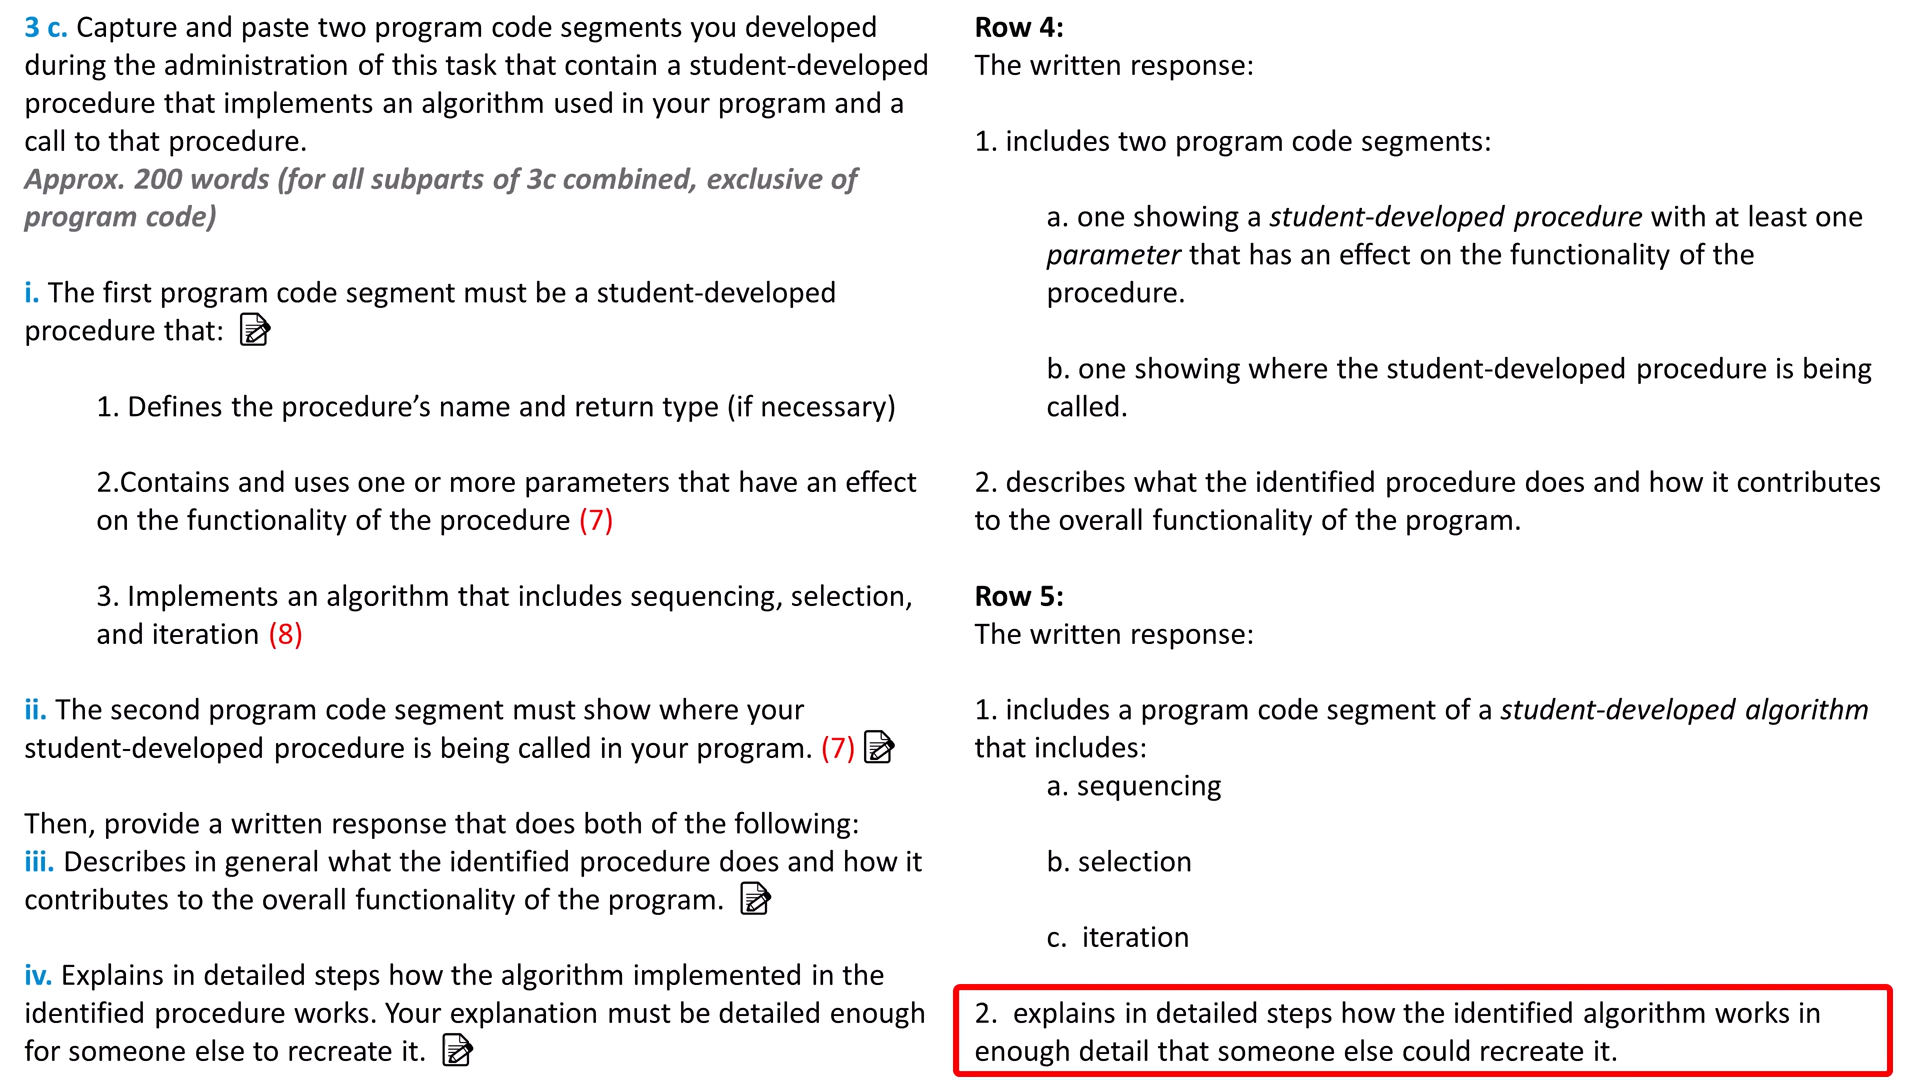 3 c. Capture and paste two program code segments you developed
during the administration of this task that contain a student-developed
procedure that implements an algorithm used in your program and a
call to that procedure.
Approx. 200 words (for all subparts of 3c combined, exclusive of
program code)
i. The first program code segment must be a student-developed
procedure that:
1. Defines the procedure’s name and return type (if necessary)
2.Contains and uses one or more parameters that have an effect
on the functionality of the procedure (7)
3. Implements an algorithm that includes sequencing, selection,
and iteration (8)
ii. The second program code segment must show where your
student-developed procedure is being called in your program. (7)
Then, provide a written response that does both of the following:
iii. Describes in general what the identified procedure does and how it
contributes to the overall functionality of the program.
iv. Explains in detailed steps how the algorithm implemented in the
identified procedure works. Your explanation must be detailed enough
for someone else to recreate it.
Row 4:
The written response:
1. includes two program code segments:
a. one showing a student-developed procedure with at least one
parameter that has an effect on the functionality of the
procedure.
b. one showing where the student-developed procedure is being
called.
2. describes what the identified procedure does and how it contributes
to the overall functionality of the program.
Row 5:
The written response:
1. includes a program code segment of a student-developed algorithm
that includes:
a. sequencing
b. selection
c. iteration
2. explains in detailed steps how the identified algorithm works in
enough detail that someone else could recreate it.